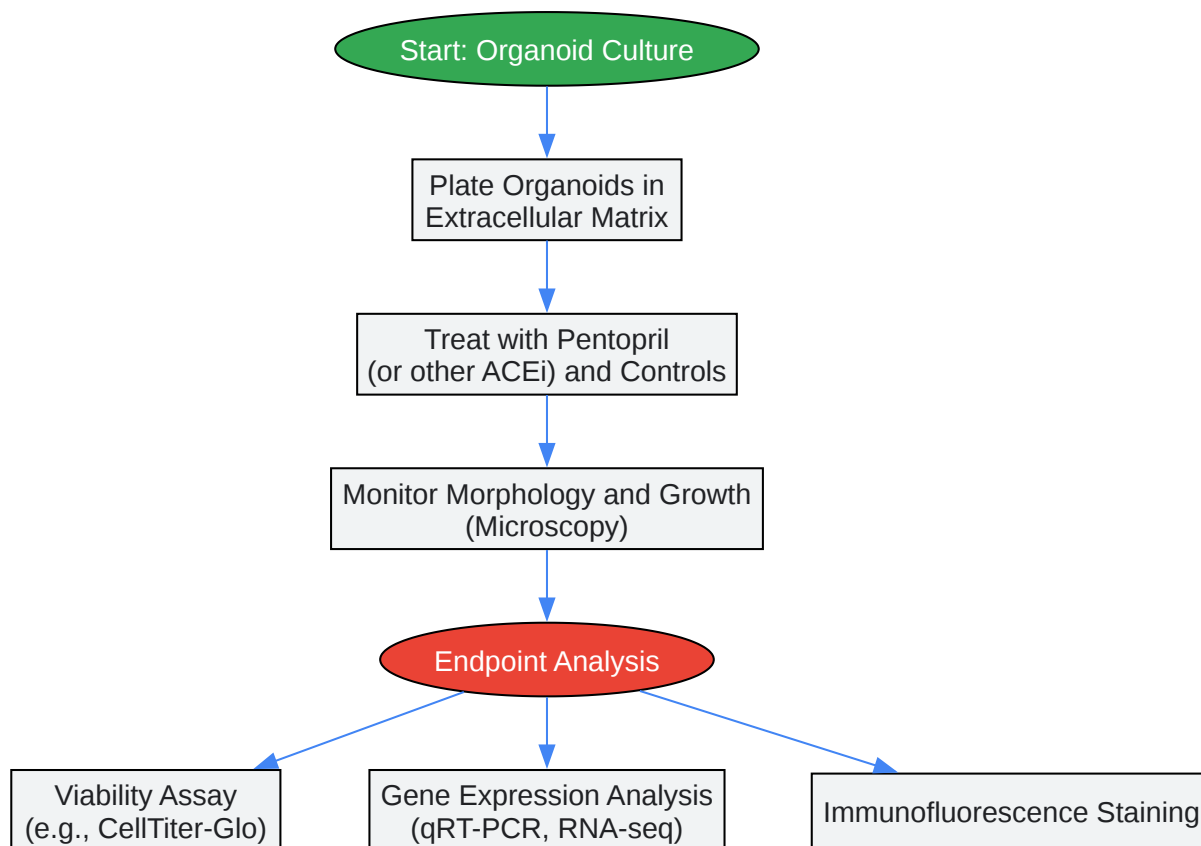 Start: Organoid Culture
Plate Organoids in
Extracellular Matrix
Treat with Pentopril
(or other ACEi) and Controls
Monitor Morphology and Growth
(Microscopy)
Endpoint Analysis
Viability Assay
(e.g., CellTiter-Glo)
Gene Expression Analysis
(qRT-PCR, RNA-seq)
Immunofluorescence Staining